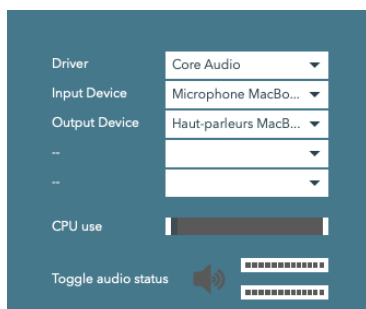 Driver Core Audio
Input Device Microphone MacBo...
Output Device Haut-parleurs MacB...
--
--
CPU use
Toggle audio status